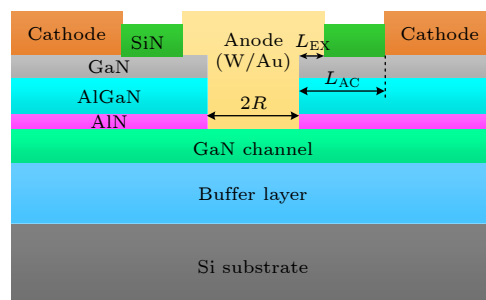 Cathode
SiN
Anode
(W/Au)
L_EX
Cathode
GaN
L_AC
AlGaN
2R
AlN
GaN channel
Buffer layer
Si substrate